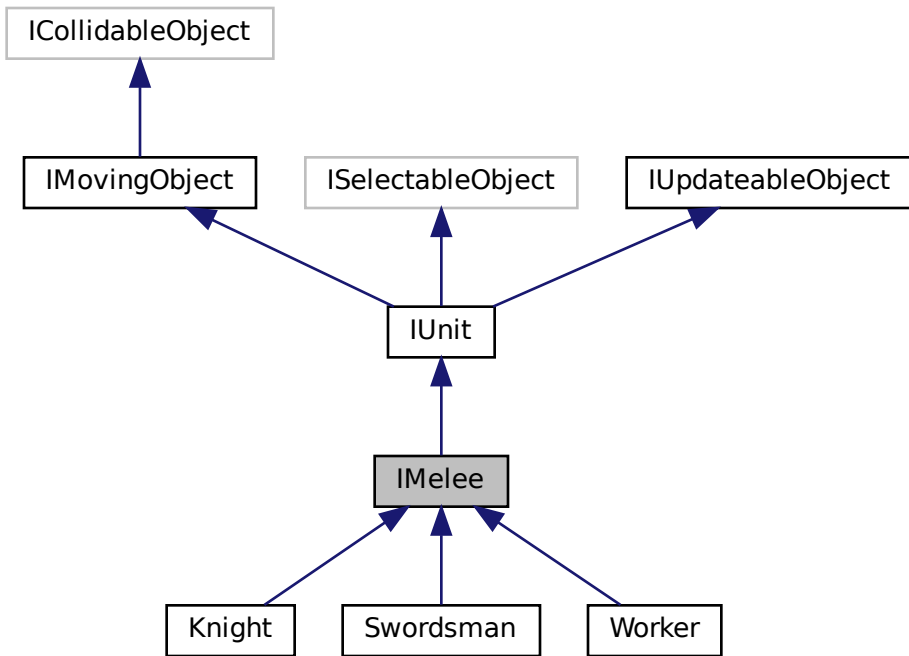 ICollidableObject
IMovingObject
ISelectableObject
IUpdateableObject
IUnit
IMelee
Knight
Swordsman
Worker